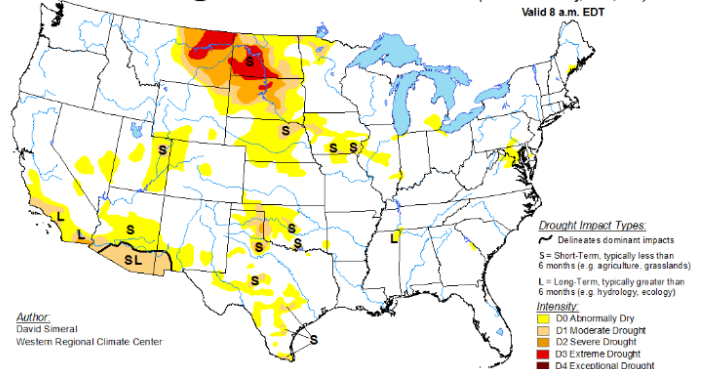 Valid 8 a.m. EDT
S
S
S
S
S
L
L
S
S L
S
S
S
S
L
S
S
Drought Impact Types:
Delineates dominant impacts
S = Short-Term, typically less than
6 months (e.g. agriculture, grasslands)
L = Long-Term, typically greater than
6 months (e.g. hydrology, ecology)
Intensity:
D0 Abnormally Dry
D1 Moderate Drought
D2 Severe Drought
D3 Extreme Drought
D4 Exceptional Drought
Author:
David Simeral
Western Regional Climate Center